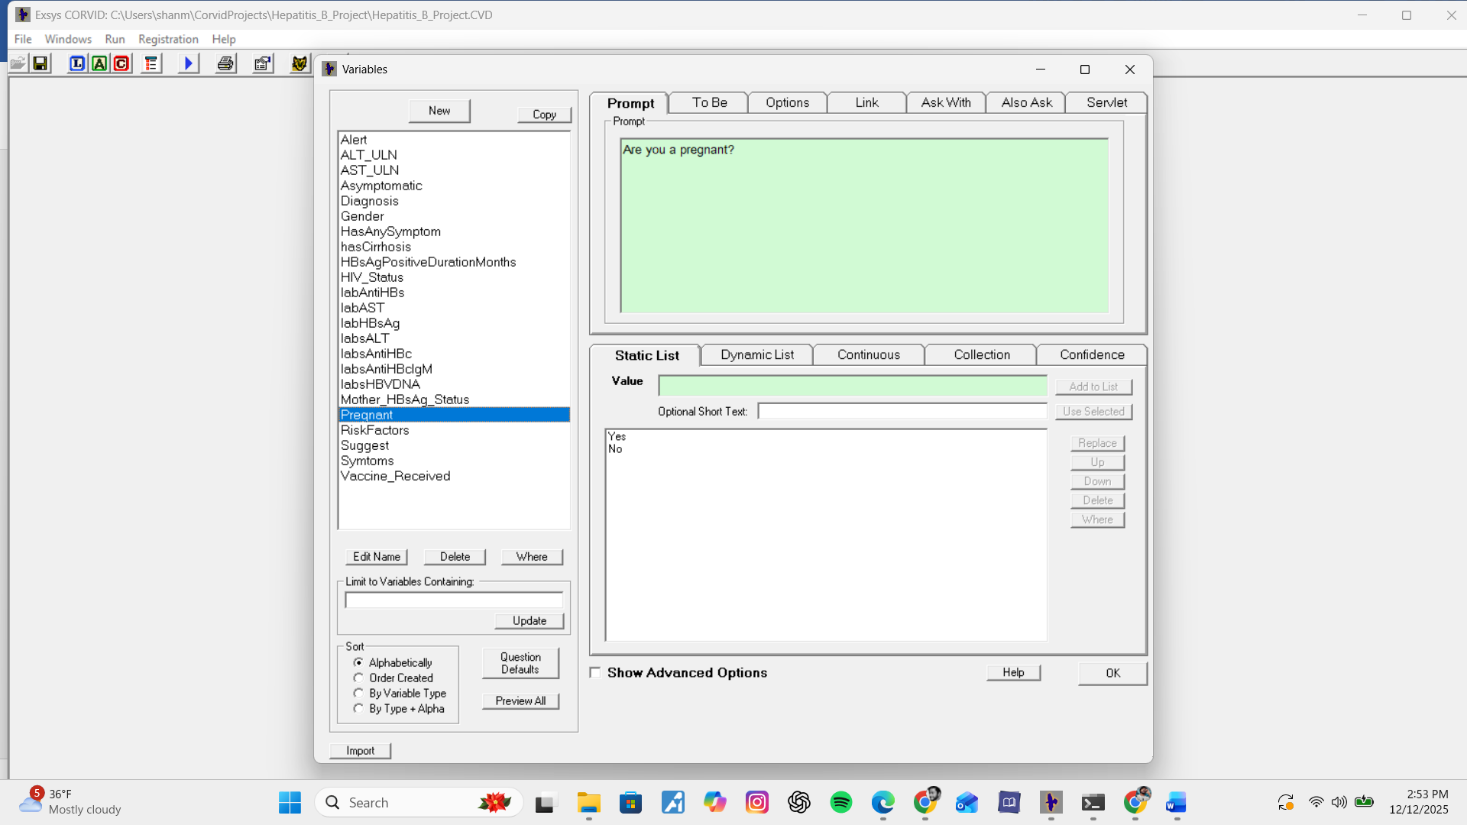 Exsys CORVID: C:\Users\shanm\CorvidProjects\Hepatitis_B_Project\Hepatitis_B_Project.CVD
File Windows Run Registration Help
L A C
Variables
New Copy
Alert
ALT_ULN
AST_ULN
Asymptomatic
Diagnosis
Gender
HasAnySymptom
hasCirrhosis
HBsAgPositiveDurationMonths
HIV_Status
labAntiHBs
labAST
labHBsAg
labsALT
labsAntiHBc
labsAntiHBcIgM
labsHBVDNA
Mother_HBsAg_Status
Pregnant
RiskFactors
Suggest
Symtoms
Vaccine_Received
Edit Name Delete Where
Limit to Variables Containing:
Update
Sort
Alphabetically
Order Created
By Variable Type
By Type + Alpha
Question
Defaults
Preview All
Import
Prompt To Be Options Link Ask With Also Ask Servlet
Prompt
Are you a pregnant?
Static List Dynamic List Continuous Collection Confidence
Value
Add to List
Optional Short Text:
Use Selected
Yes
No
Replace
Up
Down
Delete
Where
Show Advanced Options
Help OK
5
36°F
Mostly cloudy
Search
2:53 PM
12/12/2025